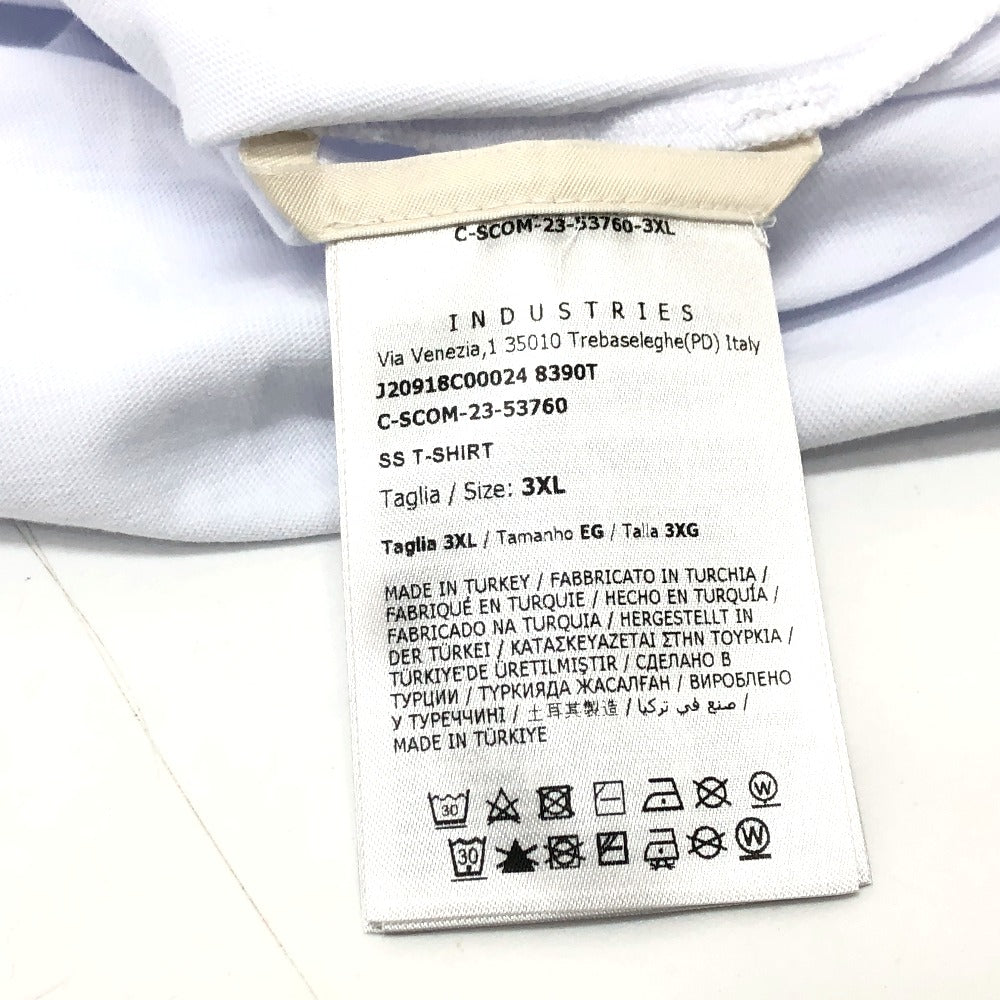 C-SCOM-23-53760-3XL
INDUSTRIES
Via Venezia,1 35010 Trebaseleghe(PD) Italy
J20918C00024 8390T
C-SCOM-23-53760
SS T-SHIRT
Taglia / Size: 3XL
Taglia 3XL / Tamanho EG / Talla 3XG
MADE IN TURKEY / FABBRICATO IN TURCHIA /
FABRIQUÉ EN TURQUIE / HECHO EN TURQUÍA /
FABRICADO NA TURQUIA / HERGESTELLT IN
DER TÜRKEI / ΚΑΤΑΣΚΕΥΑΖΕΤΑΙ ΣΤΗΝ ΤΟΥΡΚΙΑ /
TÜRKIYE'DE ÜRETILMIŞTIR / СДЕЛАНО В
ТУРЦИИ / ТҮРКИЯДА ЖАСАЛҒАН / ВИРОБЛЕНО
У ТУРЕЧЧИНІ / 土耳其製造 / صنع في تركيا /
MADE IN TÜRKIYE
30 W
30 W